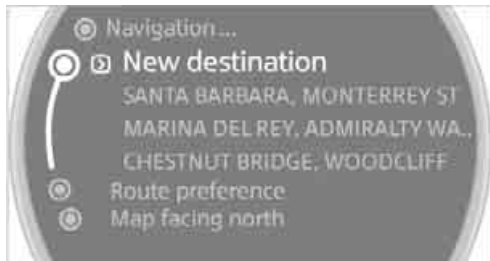 Navigation...
New destination
SANTA BARBARA, MONTERREY ST
MARINA DEL REY, ADMIRALTY WA..
CHESTNUT BRIDGE, WOODCLIFF
Route preference
Map facing north